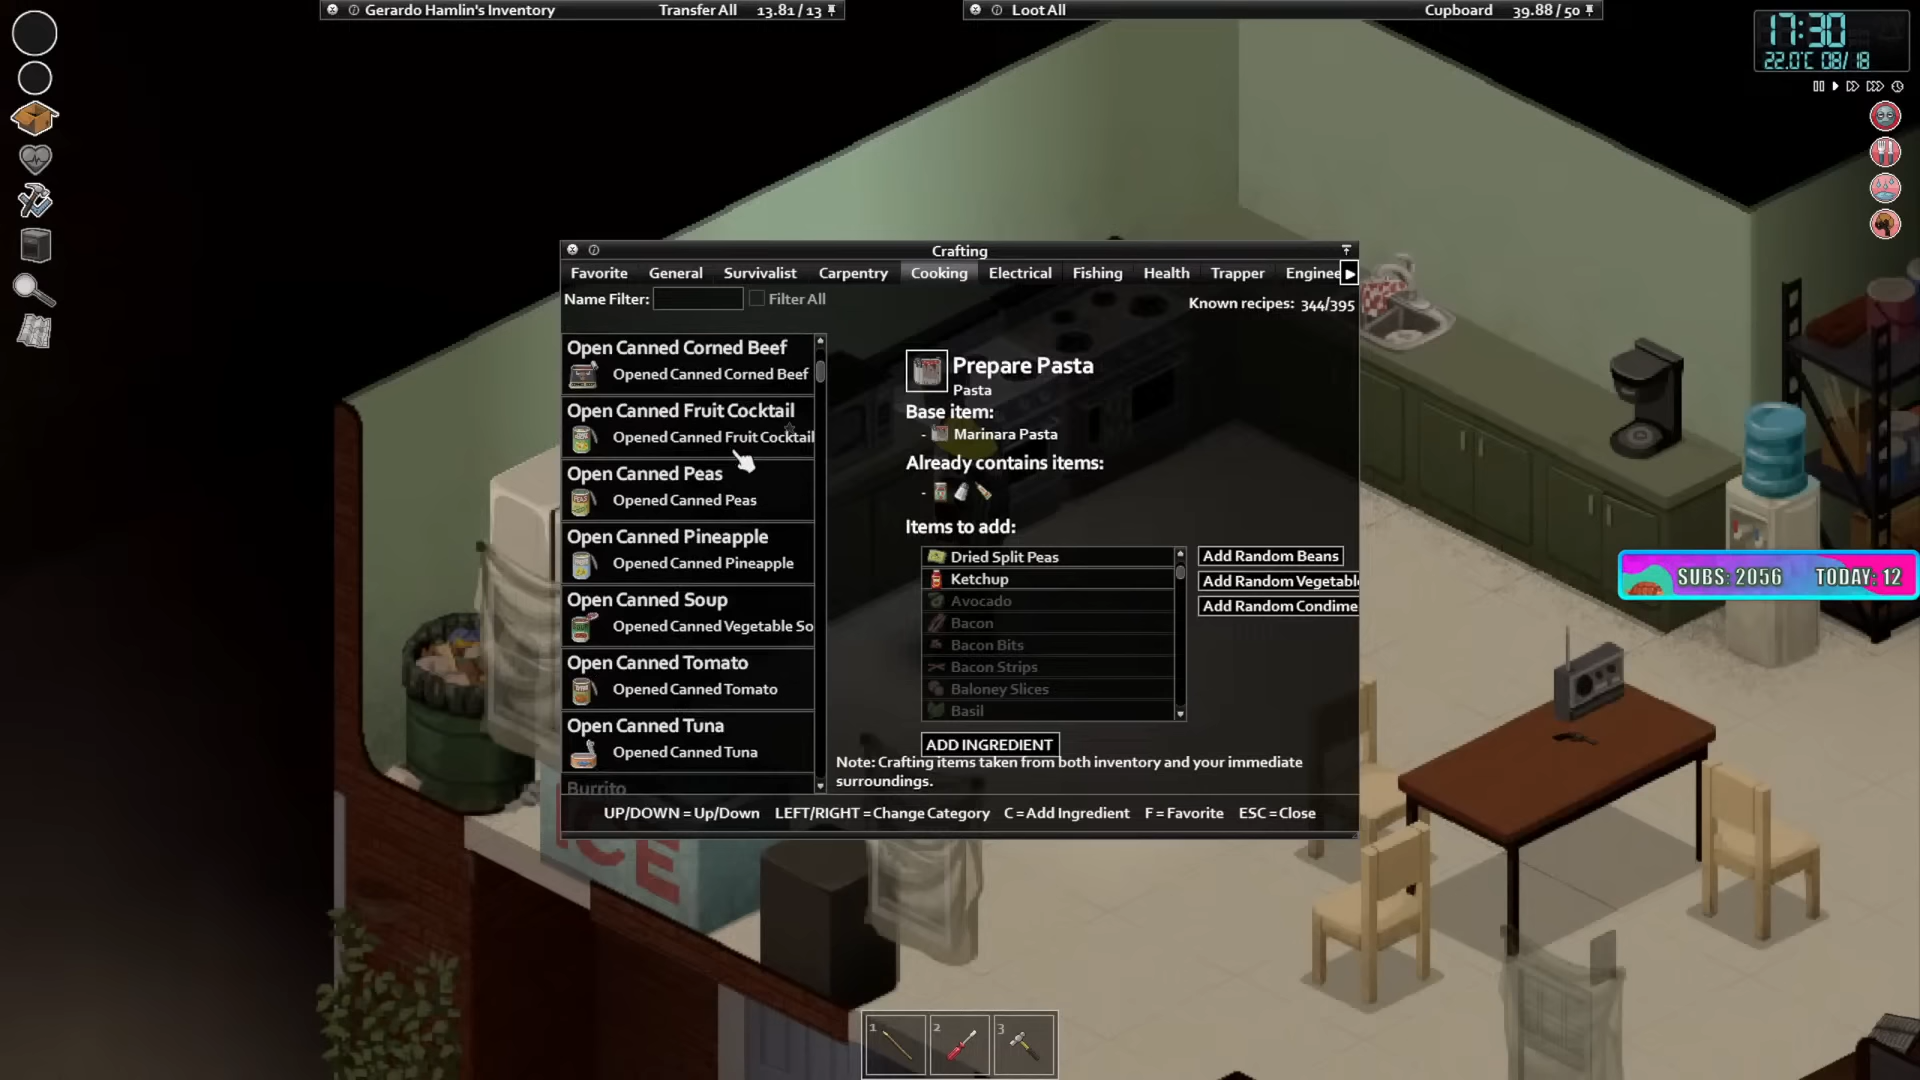 Gerardo Hamlin's Inventory Transfer All 13.81 / 13
Loot All Cupboard 39.88 / 50
17:30
22.0°C 08/18
Crafting
Favorite General Survivalist Carpentry Cooking Electrical Fishing Health Trapper Enginee
Name Filter: Filter All
Known recipes: 344/395
Open Canned Corned Beef
Opened Canned Corned Beef
Open Canned Fruit Cocktail
Opened Canned Fruit Cocktail
Open Canned Peas
Opened Canned Peas
Open Canned Pineapple
Opened Canned Pineapple
Open Canned Soup
Opened Canned Vegetable So
Open Canned Tomato
Opened Canned Tomato
Open Canned Tuna
Opened Canned Tuna
Burrito
Prepare Pasta
Pasta
Base item:
- Marinara Pasta
Already contains items:
-
Items to add:
Dried Split Peas
Ketchup
Avocado
Bacon
Bacon Bits
Bacon Strips
Baloney Slices
Basil
Add Random Beans
Add Random Vegetabl
Add Random Condime
ADD INGREDIENT
Note: Crafting items taken from both inventory and your immediate
surroundings.
UP/DOWN = Up/Down LEFT/RIGHT = Change Category C = Add Ingredient F = Favorite ESC = Close
SUBS: 2056 TODAY: 12
ICE
1 2 3